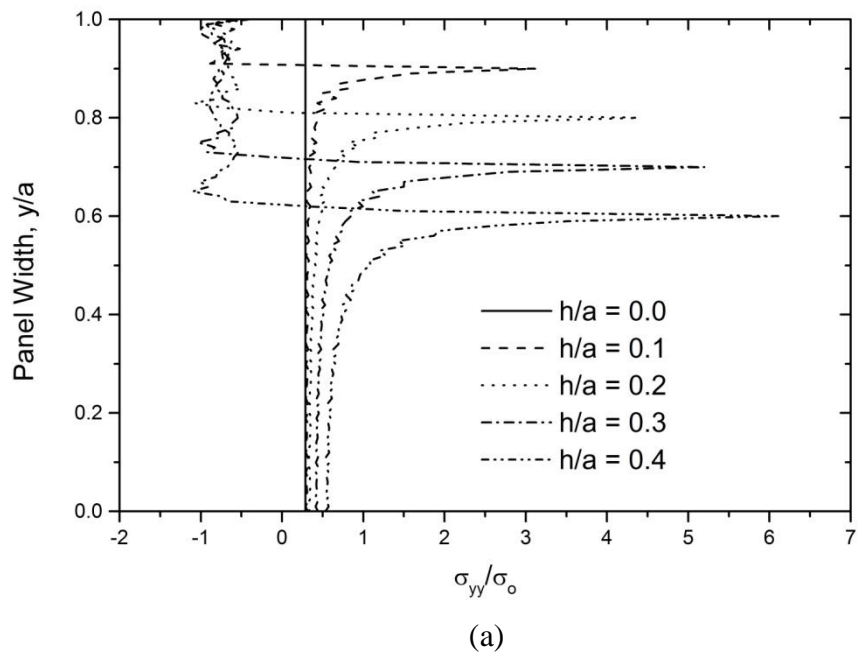 1.0
0.8
0.6
0.4
0.2
0.0
Panel Width, y/a
h/a = 0.0
h/a = 0.1
h/a = 0.2
h/a = 0.3
h/a = 0.4
-2 -1 0 1 2 3 4 5 6 7
σyy/σo
(a)